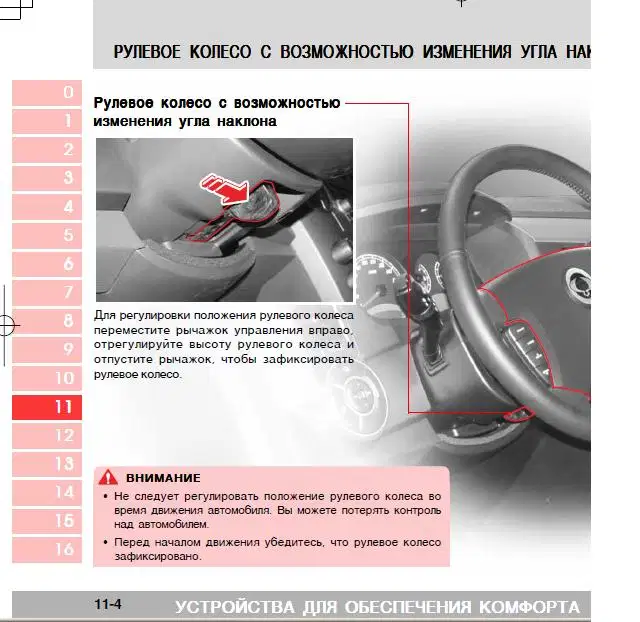 РУЛЕВОЕ КОЛЕСО С ВОЗМОЖНОСТЬЮ ИЗМЕНЕНИЯ УГЛА НАК
0
1
2
3
4
5
6
7
8
9
10
11
12
13
14
15
16
Рулевое колесо с возможностью
изменения угла наклона
Для регулировки положения рулевого колеса
переместите рычажок управления вправо,
отрегулируйте высоту рулевого колеса и
отпустите рычажок, чтобы зафиксировать
рулевое колесо.
ВНИМАНИЕ
• Не следует регулировать положение рулевого колеса во
время движения автомобиля. Вы можете потерять контроль
над автомобилем.
• Перед началом движения убедитесь, что рулевое колесо
зафиксировано.
11-4
УСТРОЙСТВА ДЛЯ ОБЕСПЕЧЕНИЯ КОМФОРТА